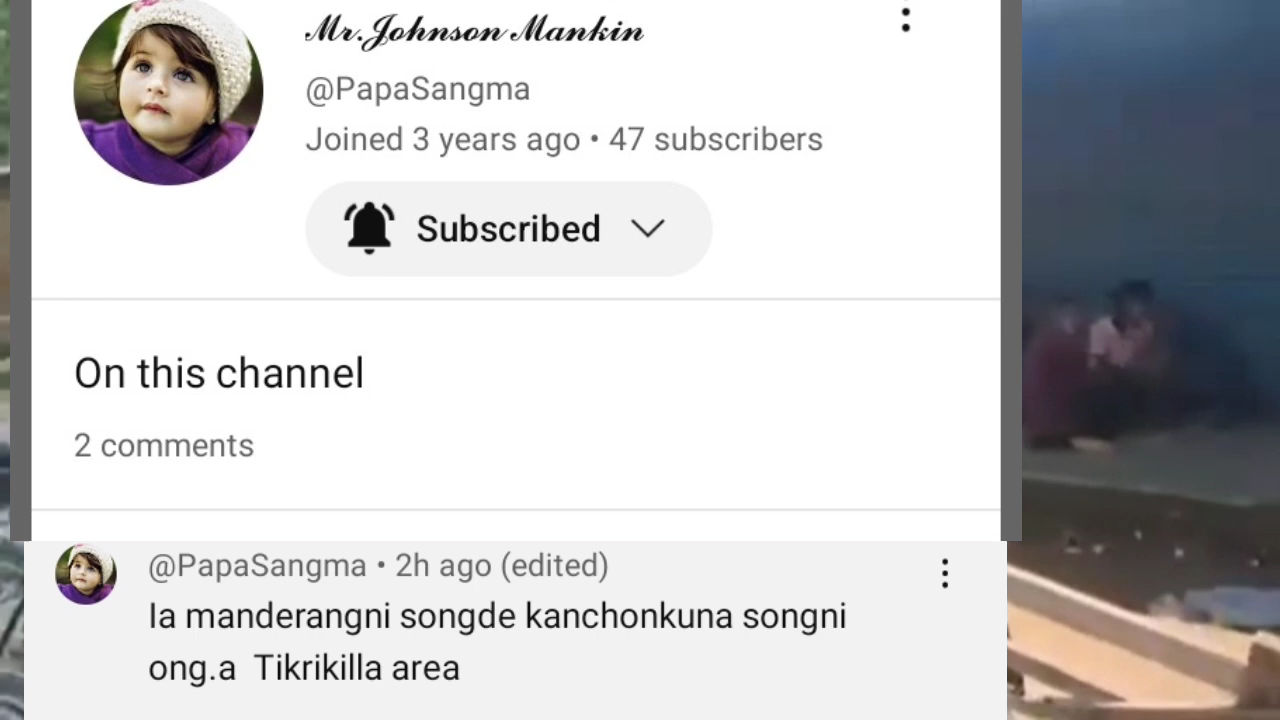 Mr.Johnson Mankin
@PapaSangma
Joined 3 years ago • 47 subscribers
Subscribed
On this channel
2 comments
@PapaSangma • 2h ago (edited)
Ia manderangni songde kanchonkuna songni
ong.a Tikrikilla area